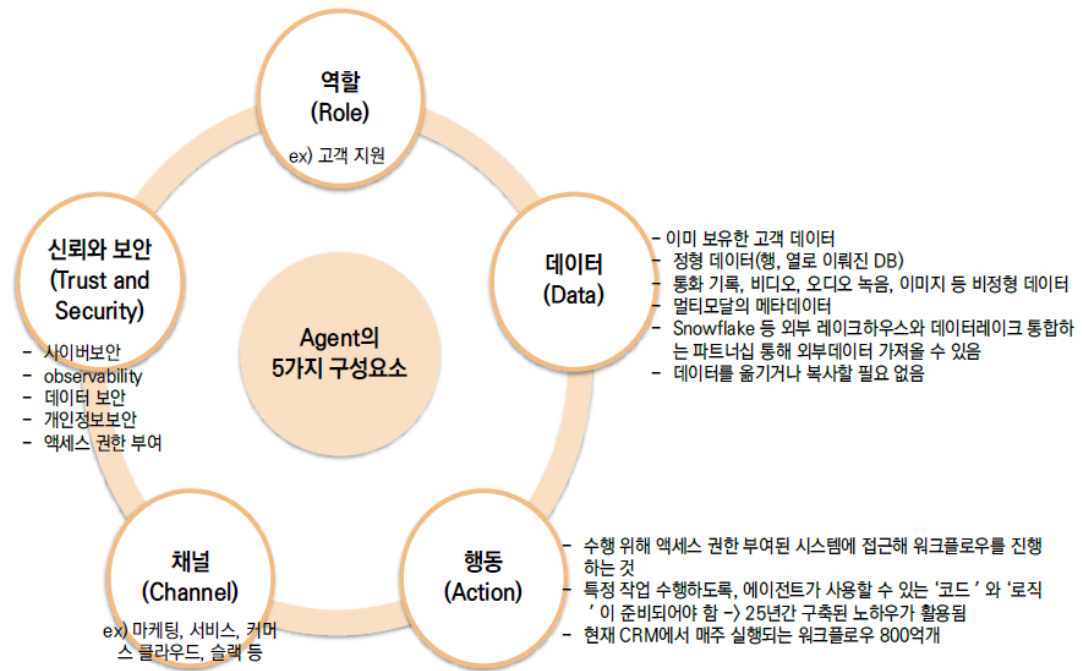 역할
(Role)
ex) 고객 지원
신뢰와 보안
(Trust and
Security)
- 사이버보안
- observability
- 데이터 보안
- 개인정보보안
- 액세스 권한 부여
Agent의
5가지 구성요소
데이터
(Data)
- 이미 보유한 고객 데이터
- 정형 데이터(행, 열로 이뤄진 DB)
- 통화 기록, 비디오, 오디오 녹음, 이미지 등 비정형 데이터
- 멀티모달의 메타데이터
- Snowflake 등 외부 레이크하우스와 데이터레이크 통합하
는 파트너십 통해 외부데이터 가져올 수 있음
- 데이터를 옮기거나 복사할 필요 없음
채널
(Channel)
ex) 마케팅, 서비스, 커머
스 클라우드, 슬랙 등
행동
(Action)
- 수행 위해 액세스 권한 부여된 시스템에 접근해 워크플로우를 진행
하는 것
- 특정 작업 수행하도록, 에이전트가 사용할 수 있는 ‘코드 ’ 와 ‘로직
’ 이 준비되어야 함 -> 25년간 구축된 노하우가 활용됨
- 현재 CRM에서 매주 실행되는 워크플로우 800억개